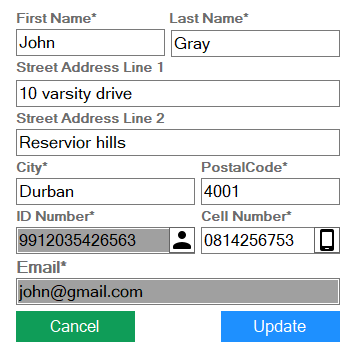 First Name* Last Name*
John Gray
Street Address Line 1
10 varsity drive
Street Address Line 2
Reservior hills
City* PostalCode*
Durban 4001
ID Number* Cell Number*
9912035426563 0814256753
Email*
john@gmail.com
Cancel Update